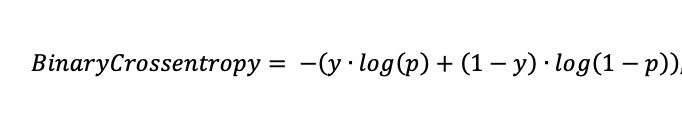 BinaryCrossentropy = −(y · log(p) + (1 − y) · log(1 − p)),